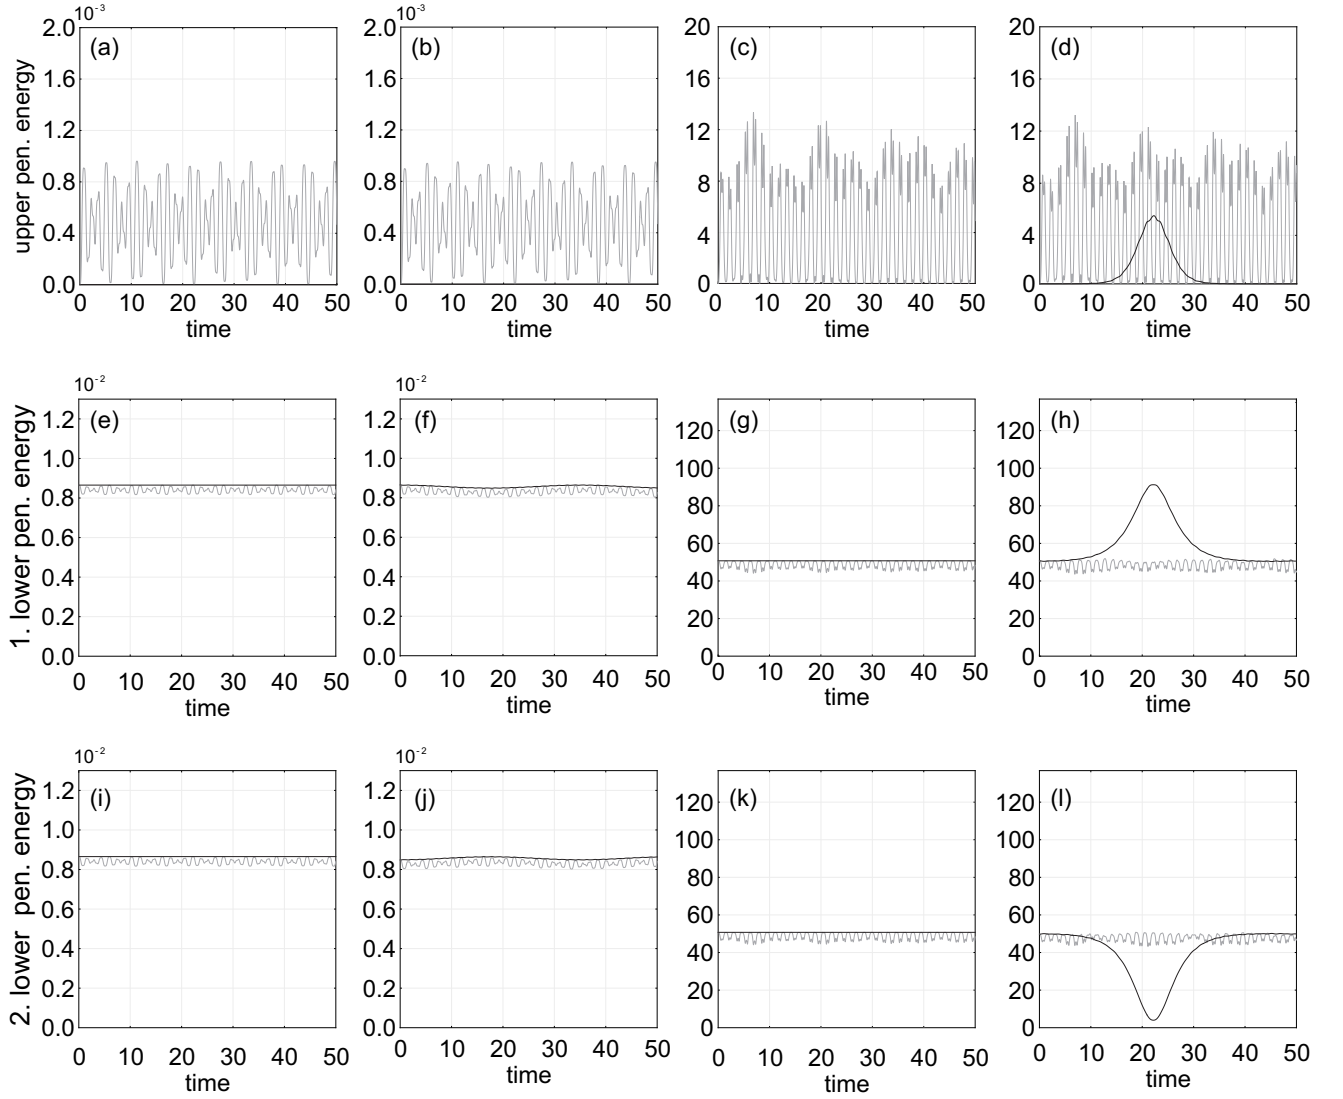 10⁻³ 10⁻³
2.0 2.0 20 20
(a) (b) (c) (d)
1.6 1.6 16 16
1.2 1.2 12 12
0.8 0.8 8 8
0.4 0.4 4 4
0.0 0.0 0 0
upper pen. energy
0 10 20 30 40 50 0 10 20 30 40 50 0 10 20 30 40 50 0 10 20 30 40 50
time time time time
10⁻² 10⁻²
1.2 1.2 120 120
(e) (f) (g) (h)
1.0 1.0 100 100
0.8 0.8 80 80
0.6 0.6 60 60
0.4 0.4 40 40
0.2 0.2 20 20
0.0 0.0 0 0
1. lower pen. energy
0 10 20 30 40 50 0 10 20 30 40 50 0 10 20 30 40 50 0 10 20 30 40 50
time time time time
10⁻² 10⁻²
1.2 1.2 120 120
(i) (j) (k) (l)
1.0 1.0 100 100
0.8 0.8 80 80
0.6 0.6 60 60
0.4 0.4 40 40
0.2 0.2 20 20
0.0 0.0 0 0
2. lower pen. energy
0 10 20 30 40 50 0 10 20 30 40 50 0 10 20 30 40 50 0 10 20 30 40 50
time time time time